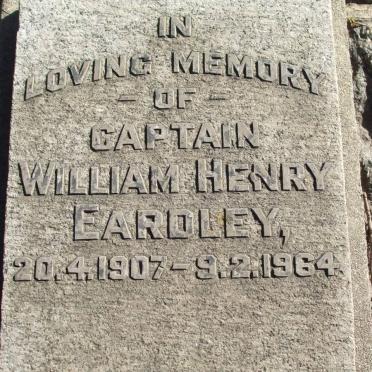 IN
LOVING MEMORY
– OF –
CAPTAIN
WILLIAM HENRY
EARDLEY,
20.4.1907 – 9.2.1964.